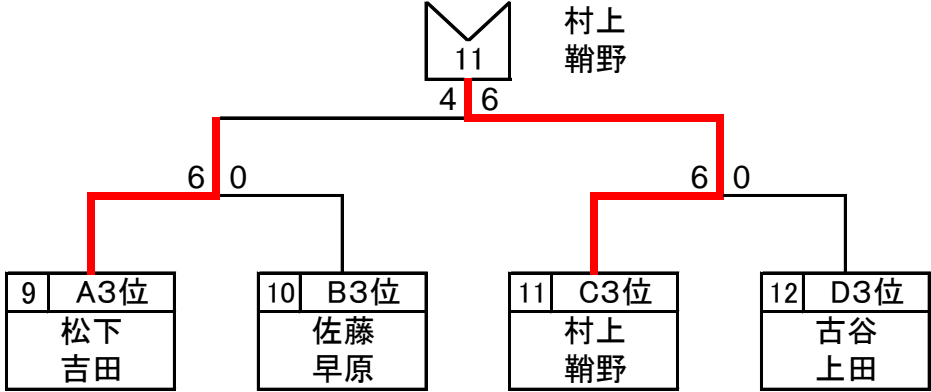 村上
11
鞘野
4 6
6 0
6 0
9 A3位
10 B3位
11 C3位
12 D3位
松下
佐藤
村上
古谷
吉田
早原
鞘野
上田